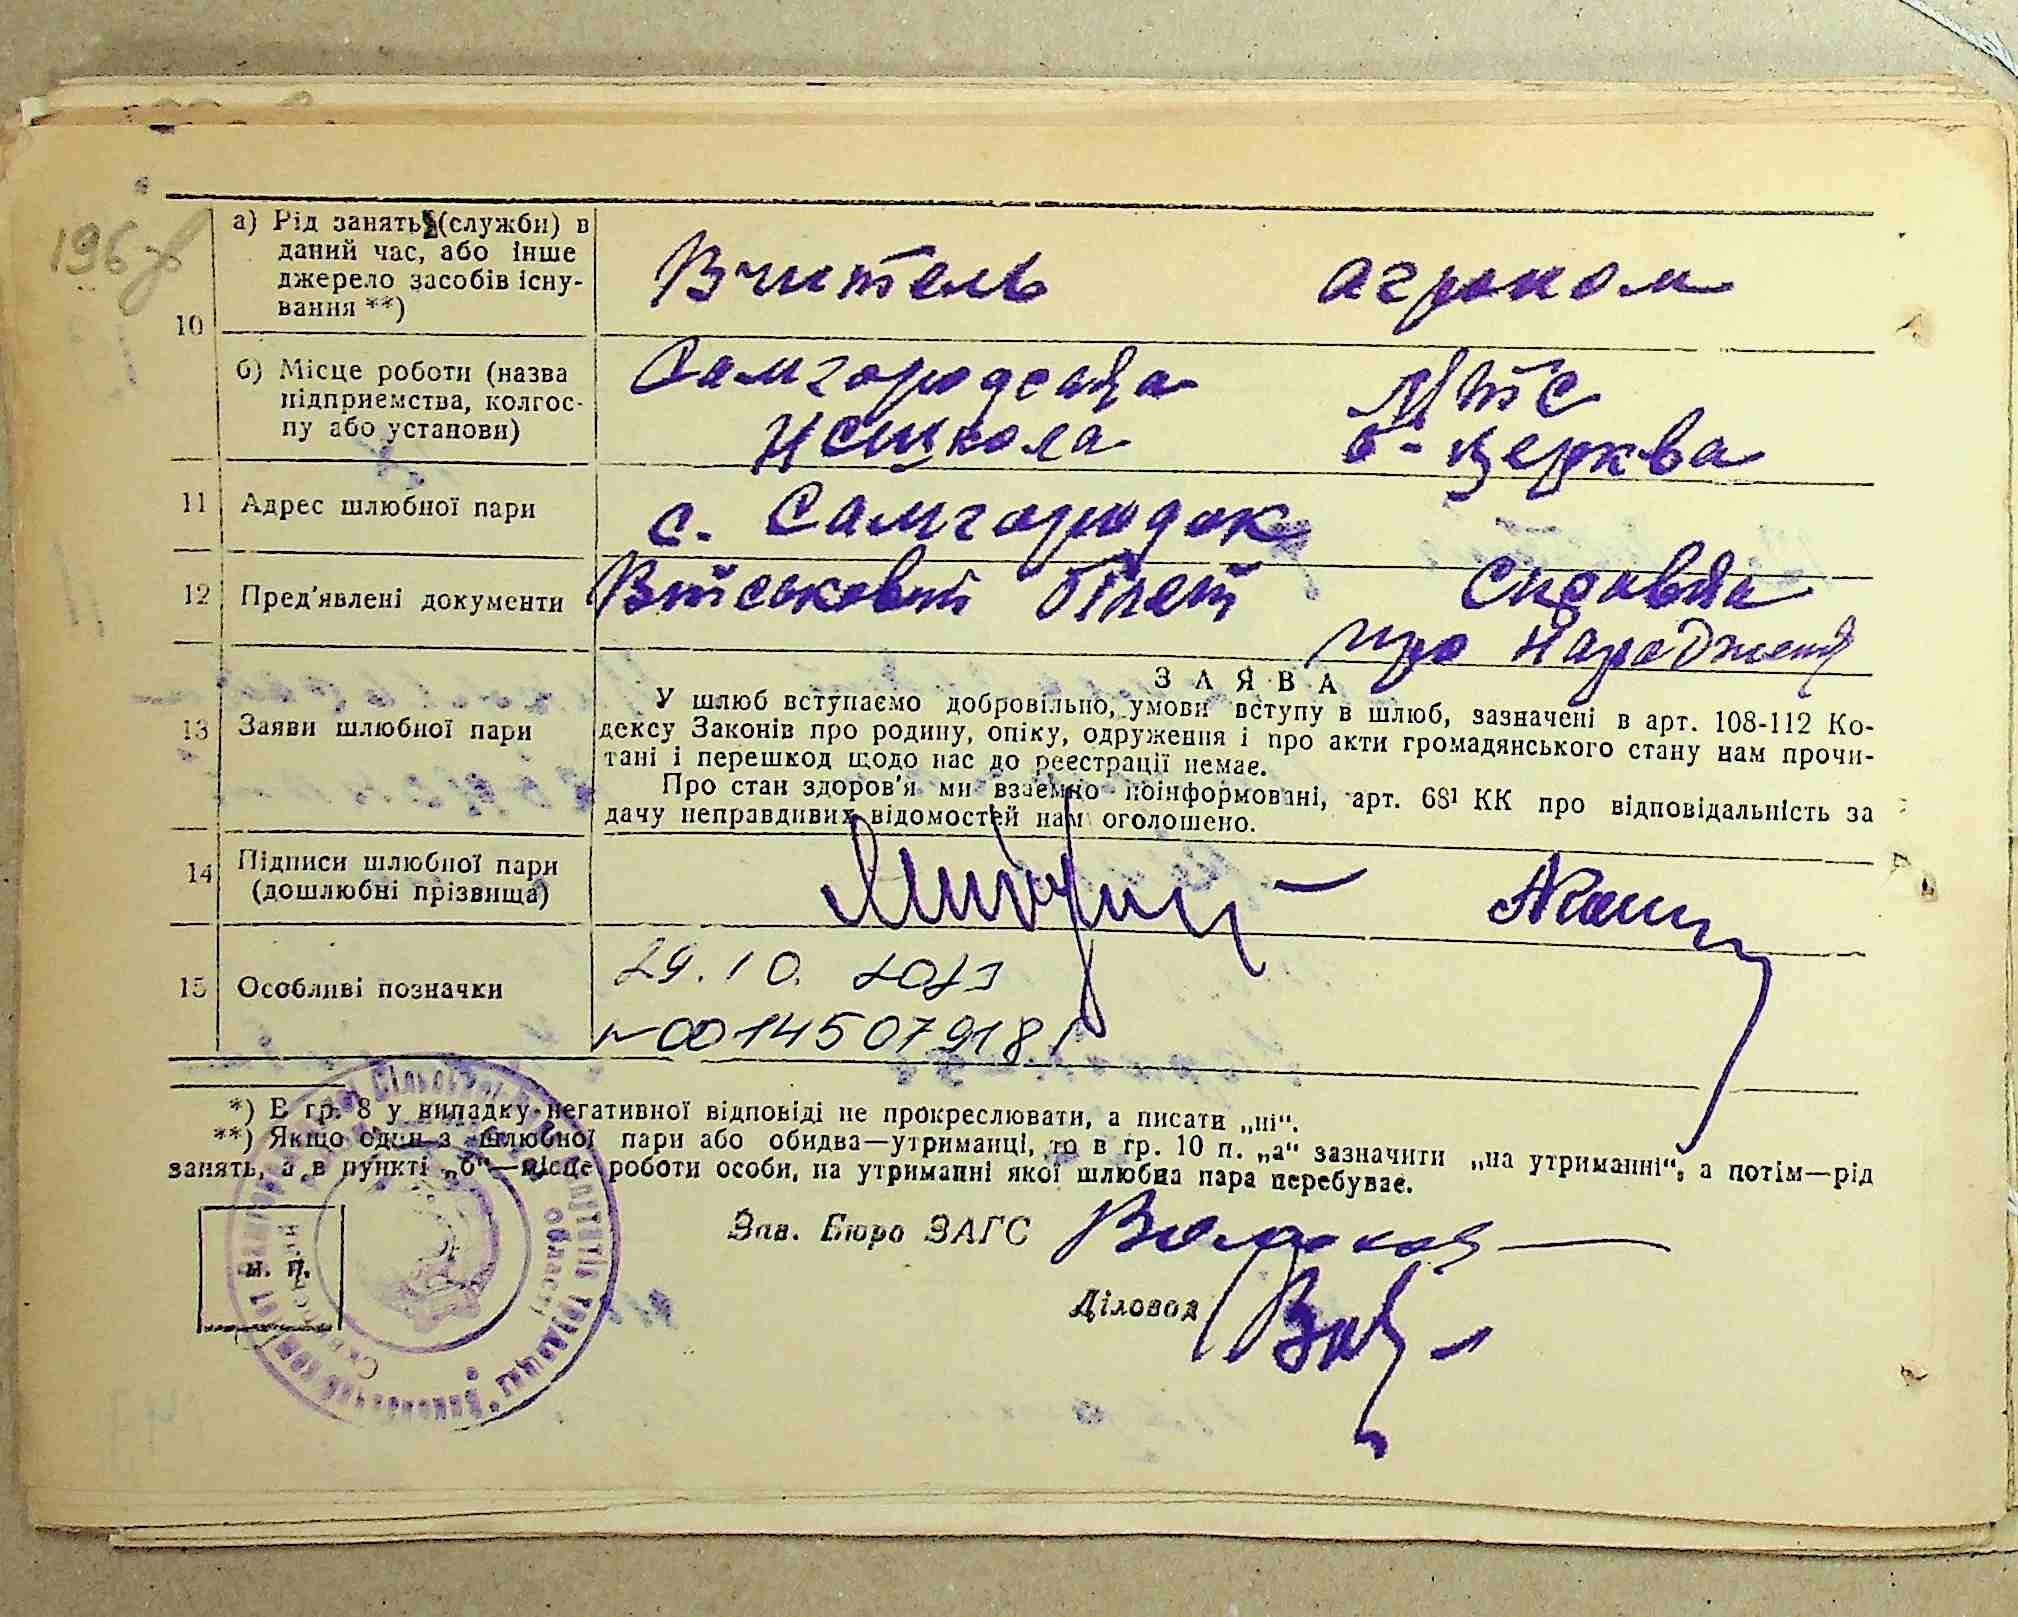 196 зв
а) Рід занять (служби) в
даний час, або інше
джерело засобів існу-
вання **)
Вчитель агроном
10
б) Місце роботи (назва
підприемства, колгос-
пу або установи)
Самгородська МТС
НСШкола Б-Церква
11 Адрес шлюбної пари
с. Самгородок
12 Пред'явлені документи
Військовий білет Справка
про народження
13 Заяви шлюбної пари
ЗАЯВА
У шлюб вступаємо добровільно, умови вступу в шлюб, зазначені в арт. 108-112 Ко-
дексу Законів про родину, опіку, одруження і про акти громадянського стану нам прочи-
тані і перешкод щодо нас до реєстрації немає.
Про стан здоров'я ми взаємно поінформовані, арт. 68¹ КК про відповідальність за
дачу неправдивих відомостей нам оголошено.
14 Підписи шлюбної пари
(дошлюбні прізвища)
15 Особливі позначки
29.10.2023
№00145079181
*) В гр. 8 у випадку негативної відповіді не прокреслювати, а писати „ні“.
**) Якщо один з шлюбної пари або обидва—утриманці, то в гр. 10 п. „а“ зазначити „на утриманні“, а потім—рід
занять, а в пункті „б“—місце роботи особи, на утриманні якої шлюбна пара перебуває.
Зав. Бюро ЗАГС
Діловод
м. п.